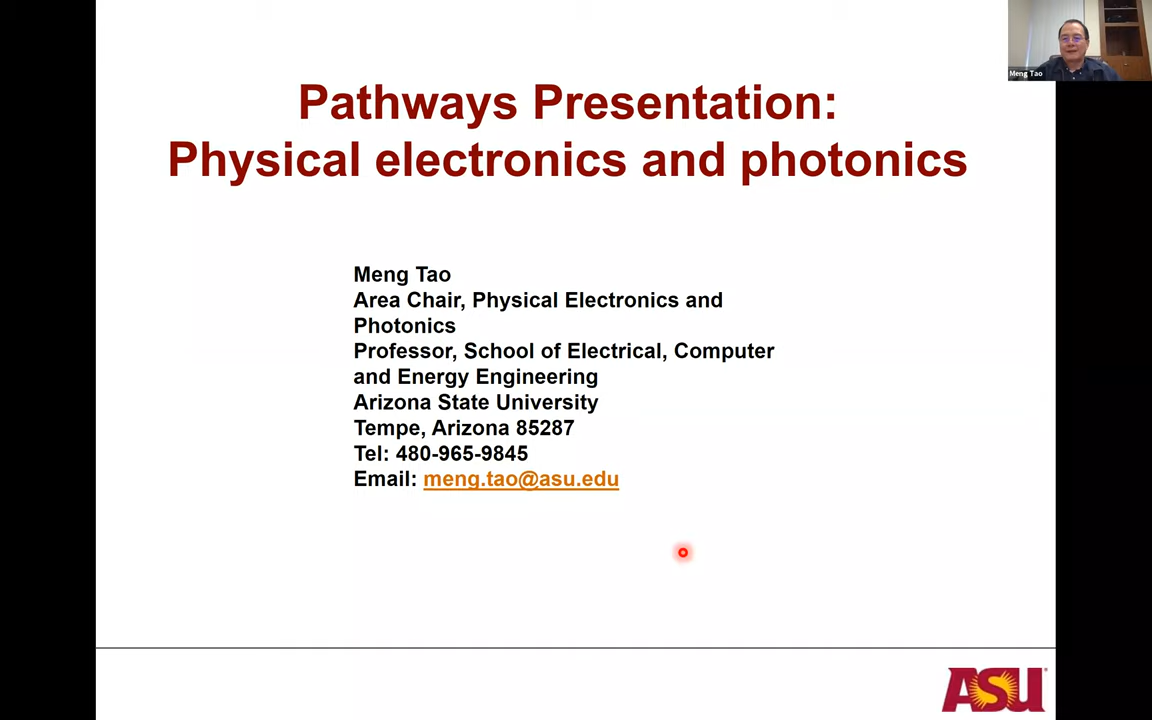 Meng Tao
Pathways Presentation:
Physical electronics and photonics
Meng Tao
Area Chair, Physical Electronics and
Photonics
Professor, School of Electrical, Computer
and Energy Engineering
Arizona State University
Tempe, Arizona 85287
Tel: 480-965-9845
Email: meng.tao@asu.edu
ASU